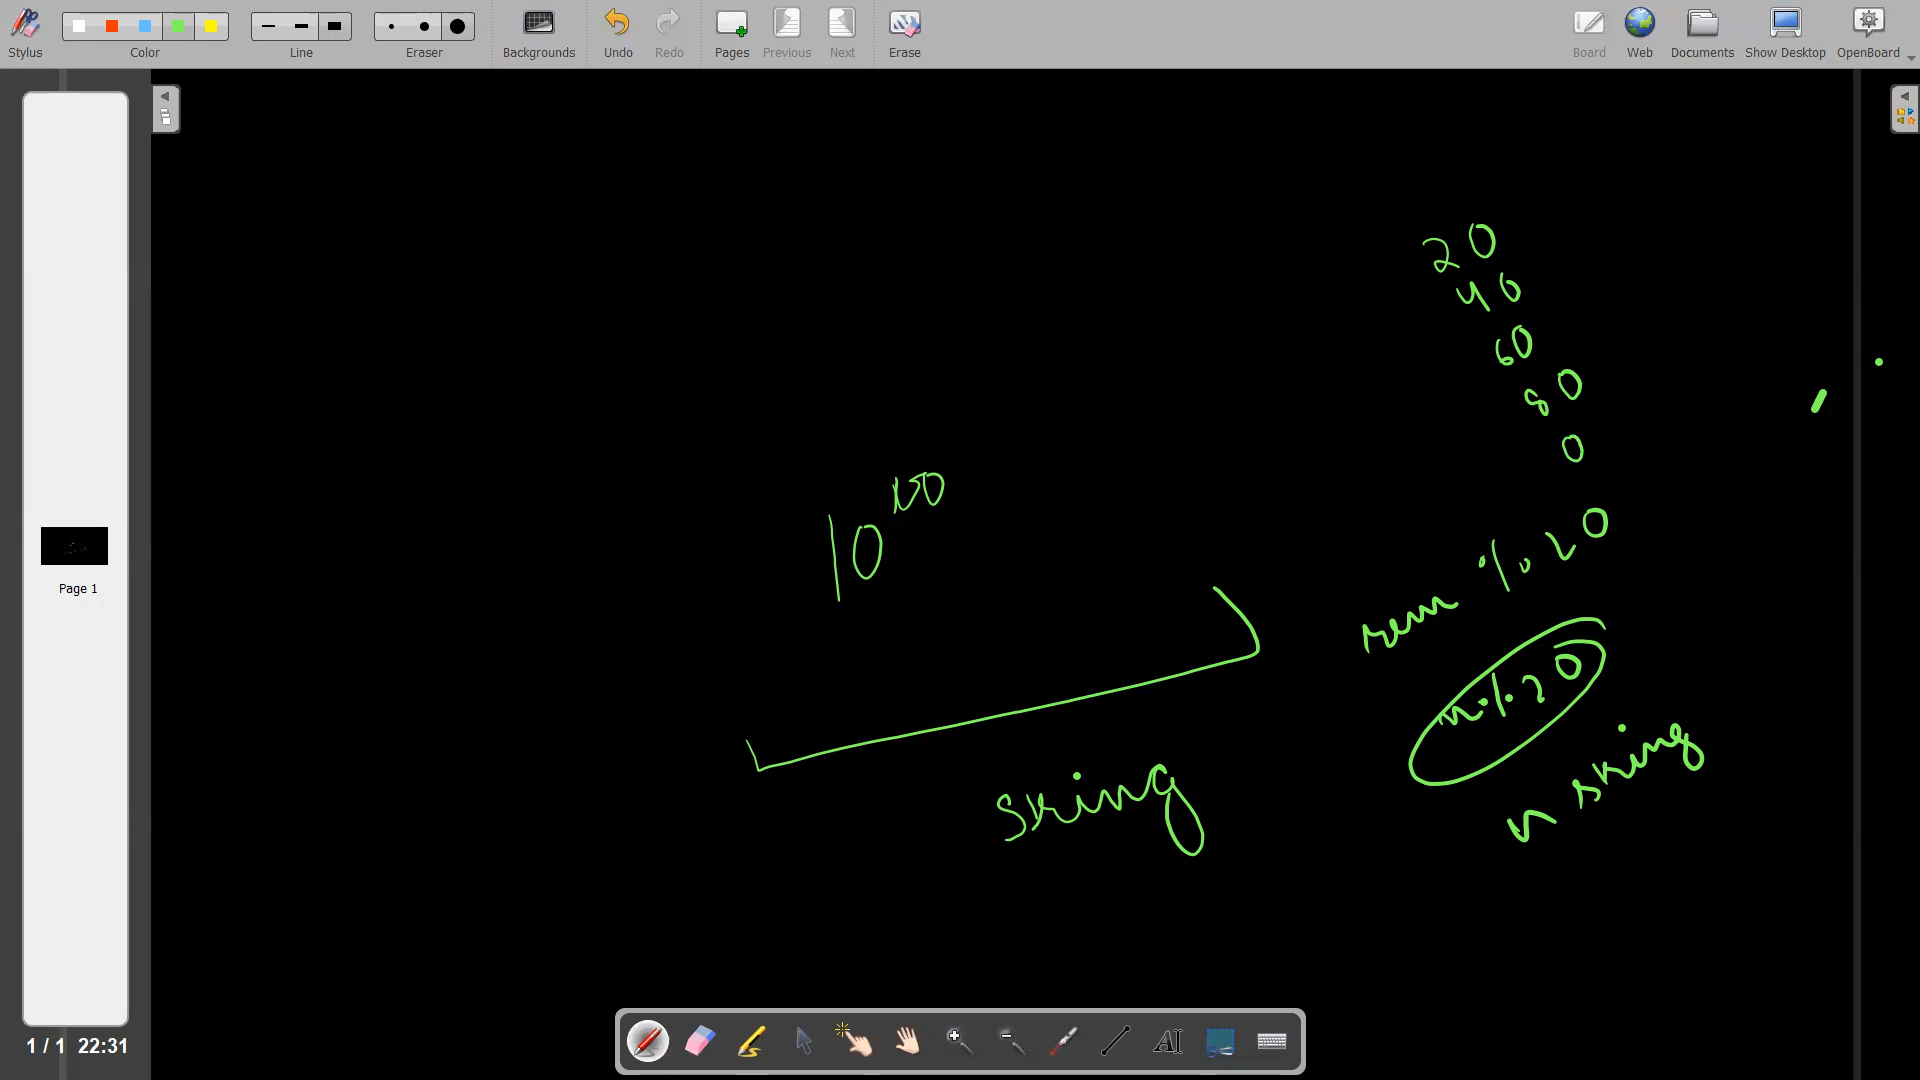 Stylus
Color
Line
Eraser
Backgrounds
Undo
Redo
Pages
Previous
Next
Erase
Board
Web
Documents
Show Desktop
OpenBoard
Page 1
20
40
60
80
0
10^100
rem % 20
n % 20
string
n string
1 / 1 22:31